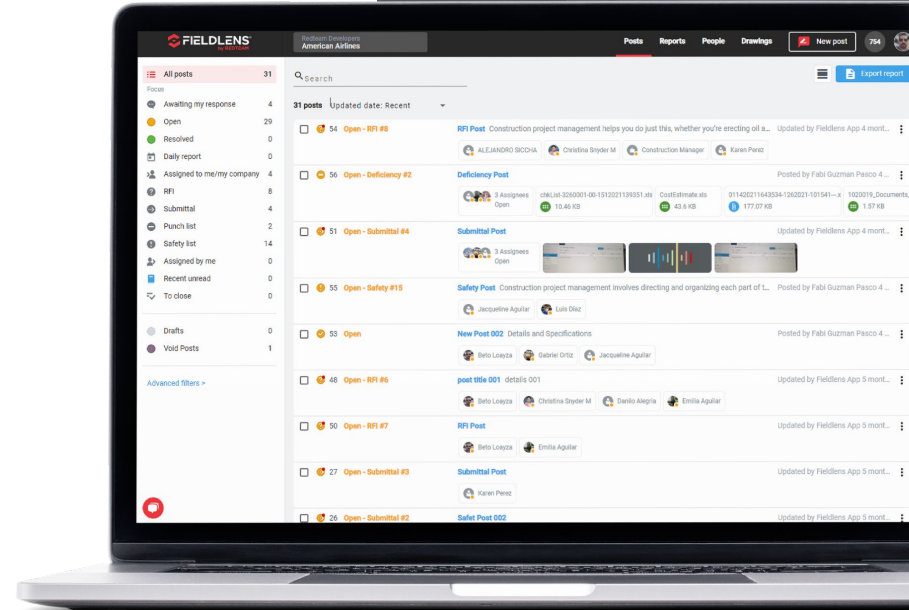 FIELDLENS
by REDTEAM
Redteam Developers
American Airlines
Posts Reports People Drawings New post 754
All posts 31
Focus
Awaiting my response 4
Open 29
Resolved 0
Daily report 0
Assigned to me/my company 4
RFI 8
Submittal 4
Punch list 2
Safety list 14
Assigned by me 0
Recent unread 0
To close 0
Drafts 0
Void Posts 1
Advanced filters >
Search
Export report
31 posts Updated date: Recent
54 Open - RFI #8 RFI Post Construction project management helps you do just this, whether you're erecting oil a... Updated by Fieldlens App 4 mont...
ALEJANDRO SICCHA Christina Snyder M Construction Manager Karen Perez
56 Open - Deficiency #2 Deficiency Post Posted by Fabi Guzman Pasco 4 ...
3 Assignees chkList-3260001-00-1512021139351.xls CostEstimate.xls 011420211643534-1262021-101541--.x 1020019_Documents,
Open 10.46 KB 43.6 KB 177.07 KB 1.57 KB
51 Open - Submittal #4 Submittal Post Updated by Fieldlens App 4 mont...
3 Assignees
Open
55 Open - Safety #15 Safety Post Construction project management involves directing and organizing each part of t... Posted by Fabi Guzman Pasco 4 ...
Jacqueline Aguilar Luis Díaz
53 Open New Post 002 Details and Specifications Posted by Fabi Guzman Pasco 4 ...
Beto Loayza Gabriel Ortiz Jacqueline Aguilar
48 Open - RFI #6 post title 001 details 001 Updated by Fieldlens App 5 mont...
Beto Loayza Christina Snyder M Danilo Alegria Emilia Aguilar
50 Open - RFI #7 RFI Post Updated by Fieldlens App 5 mont...
Beto Loayza Emilia Aguilar
27 Open - Submittal #3 Submittal Post Updated by Fieldlens App 5 mont...
Karen Perez
26 Open - Submittal #2 Safet Post 002 Updated by Fieldlens App 5 mont...